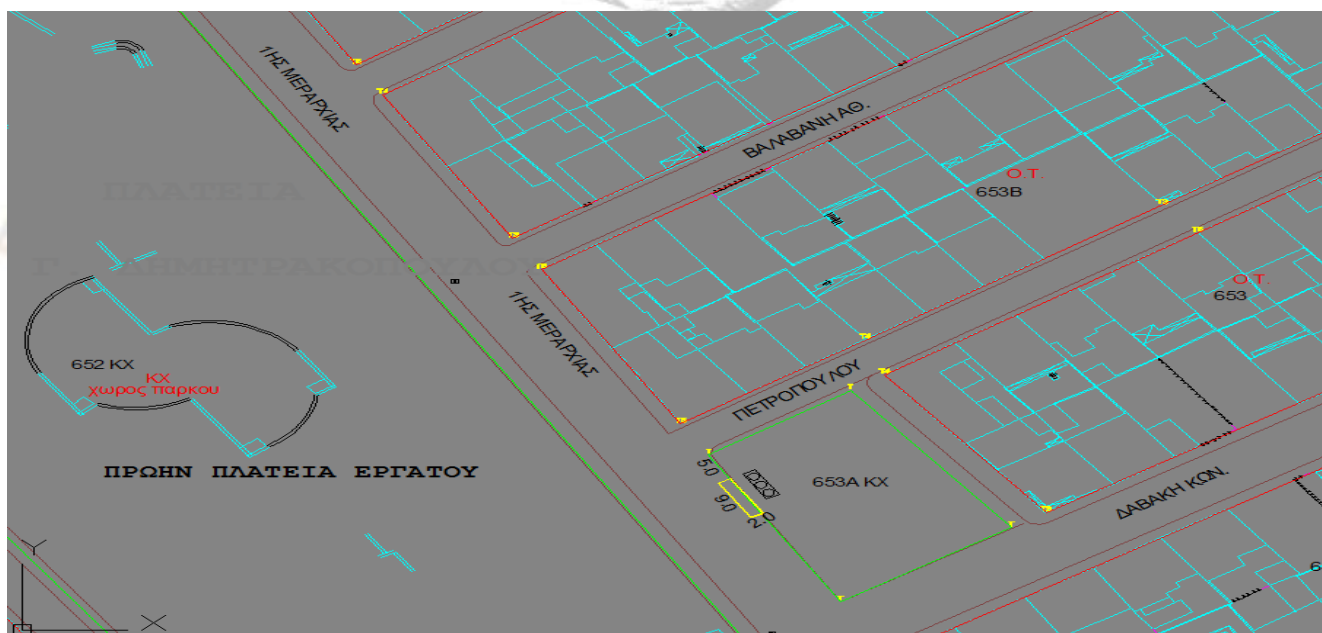 1ΗΣ ΜΕΡΑΡΧΙΑΣ
ΒΑΛΑΒΑΝΗ ΑΘ.
Ο.Τ.
653Β
ΠΛΑΤΕΙΑ
Γ. ΔΗΜΗΤΡΑΚΟΠΟΥΛΟΥ
1ΗΣ ΜΕΡΑΡΧΙΑΣ
Ο.Τ.
653
652 ΚΧ
ΚΧ
χωρος παρκου
ΠΕΤΡΟΠΟΥΛΟΥ
ΠΡΩΗΝ ΠΛΑΤΕΙΑ ΕΡΓΑΤΟΥ
5.0
9.0
2.0
653Α ΚΧ
ΔΑΒΑΚΗ ΚΩΝ.
Y
X